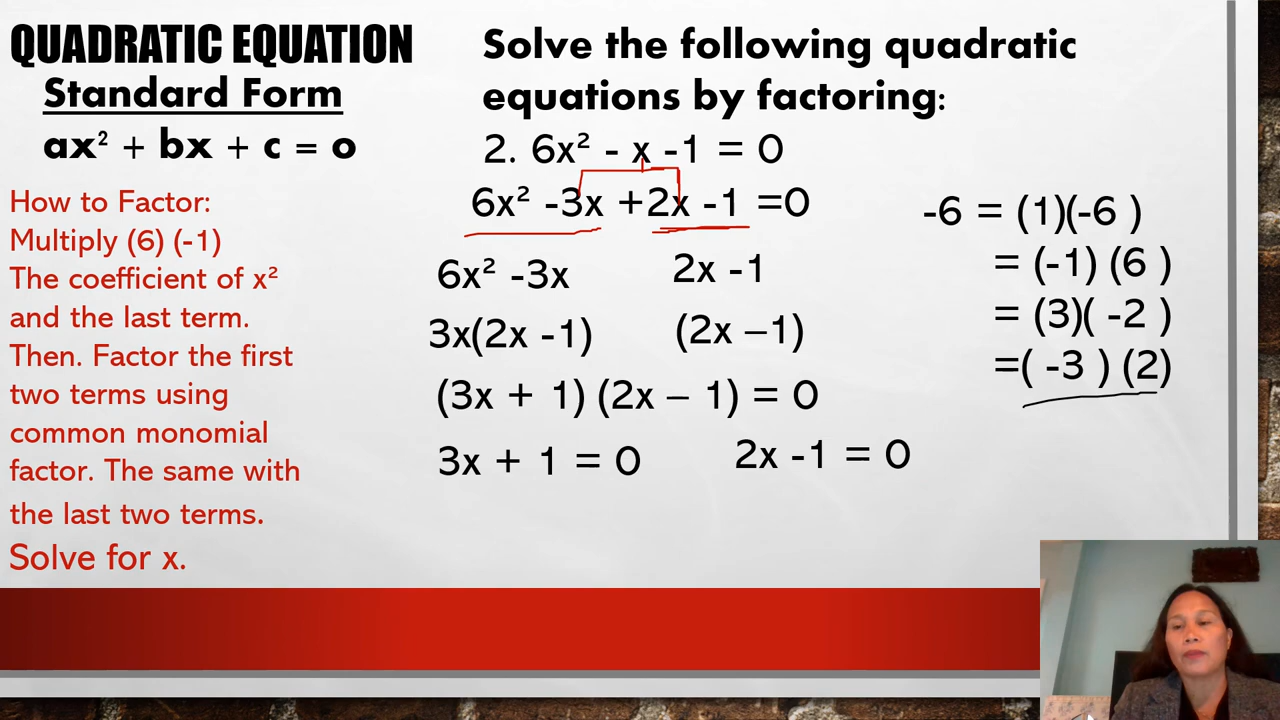 QUADRATIC EQUATION
Standard Form
ax² + bx + c = o
How to Factor:
Multiply (6) (-1)
The coefficient of x²
and the last term.
Then. Factor the first
two terms using
common monomial
factor. The same with
the last two terms.
Solve for x.
Solve the following quadratic
equations by factoring:
2. 6x² - x -1 = 0
6x² -3x +2x -1 =0
6x² -3x 2x -1
3x(2x -1) (2x –1)
(3x + 1) (2x – 1) = 0
3x + 1 = 0 2x -1 = 0
-6 = (1)(-6 )
= (-1) (6 )
= (3)( -2 )
=( -3 ) (2)